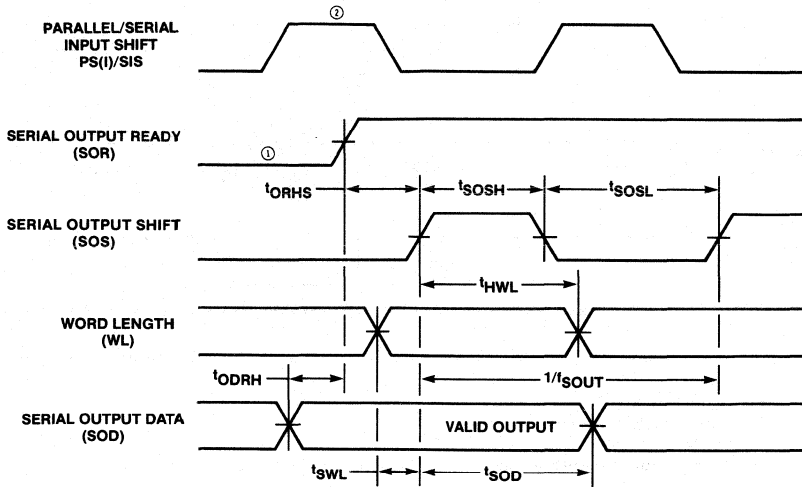 PARALLEL/SERIAL
INPUT SHIFT
PS(I)/SIS
②
SERIAL OUTPUT READY
(SOR)
①
tORHS
tSOSH
tSOSL
SERIAL OUTPUT SHIFT
(SOS)
tHWL
WORD LENGTH
(WL)
tODRH
1/fSOUT
SERIAL OUTPUT DATA
(SOD)
VALID OUTPUT
tSWL
tSOD